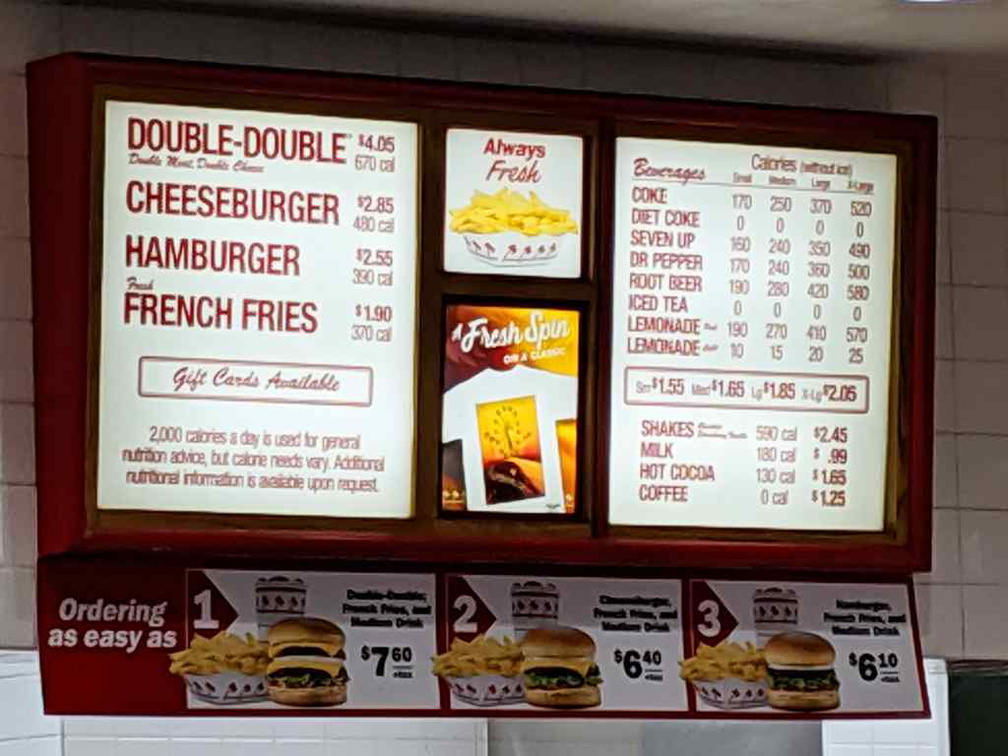 DOUBLE-DOUBLE $4.05
Double Meat, Double Cheese 670 cal
CHEESEBURGER $2.85
480 cal
HAMBURGER $2.55
390 cal
Fresh
FRENCH FRIES $1.90
370 cal
Gift Cards Available
2,000 calories a day is used for general
nutrition advice, but calorie needs vary. Additional
nutritional information is available upon request.
Always
Fresh
A Fresh Spin
ON A CLASSIC
Beverages Calories (without ice)
Small Medium Large X-Large
COKE 170 250 370 520
DIET COKE 0 0 0 0
SEVEN UP 160 240 350 490
DR PEPPER 170 240 360 500
ROOT BEER 190 280 420 580
ICED TEA 0 0 0 0
LEMONADE 190 270 410 570
LEMONADE 10 15 20 25
Sm $1.55 Med $1.65 Lg $1.85 X-Lg $2.05
SHAKES 590 cal $2.45
MILK 180 cal $ .99
HOT COCOA 130 cal $1.65
COFFEE 0 cal $1.25
Ordering
as easy as
1
Double-Double,
French Fries, and
Medium Drink
$7.60
+tax
2
Cheeseburger,
French Fries, and
Medium Drink
$6.40
+tax
3
Hamburger,
French Fries, and
Medium Drink
$6.10
+tax